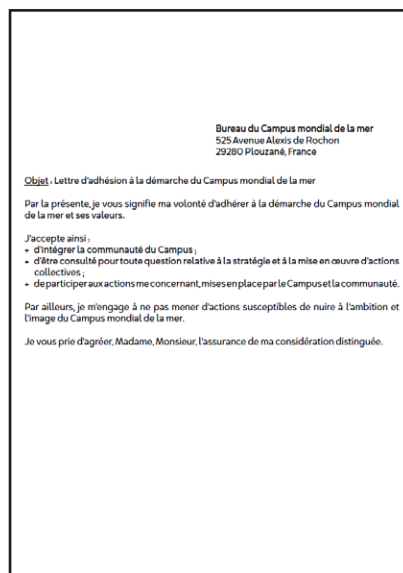 Bureau du Campus mondial de la mer
525 Avenue Alexis de Rochon
29280 Plouzané, France
Objet : Lettre d'adhésion à la démarche du Campus mondial de la mer
Par la présente, je vous signifie ma volonté d'adhérer à la démarche du Campus mondial
de la mer et ses valeurs.
J'accepte ainsi :
+ d'intégrer la communauté du Campus ;
+ d'être consulté pour toute question relative à la stratégie et à la mise en œuvre d'actions
collectives ;
+ de participer aux actions me concernant, mises en place par le Campus et la communauté.
Par ailleurs, je m'engage à ne pas mener d'actions susceptibles de nuire à l'ambition et
l'image du Campus mondial de la mer.
Je vous prie d'agréer, Madame, Monsieur, l'assurance de ma considération distinguée.